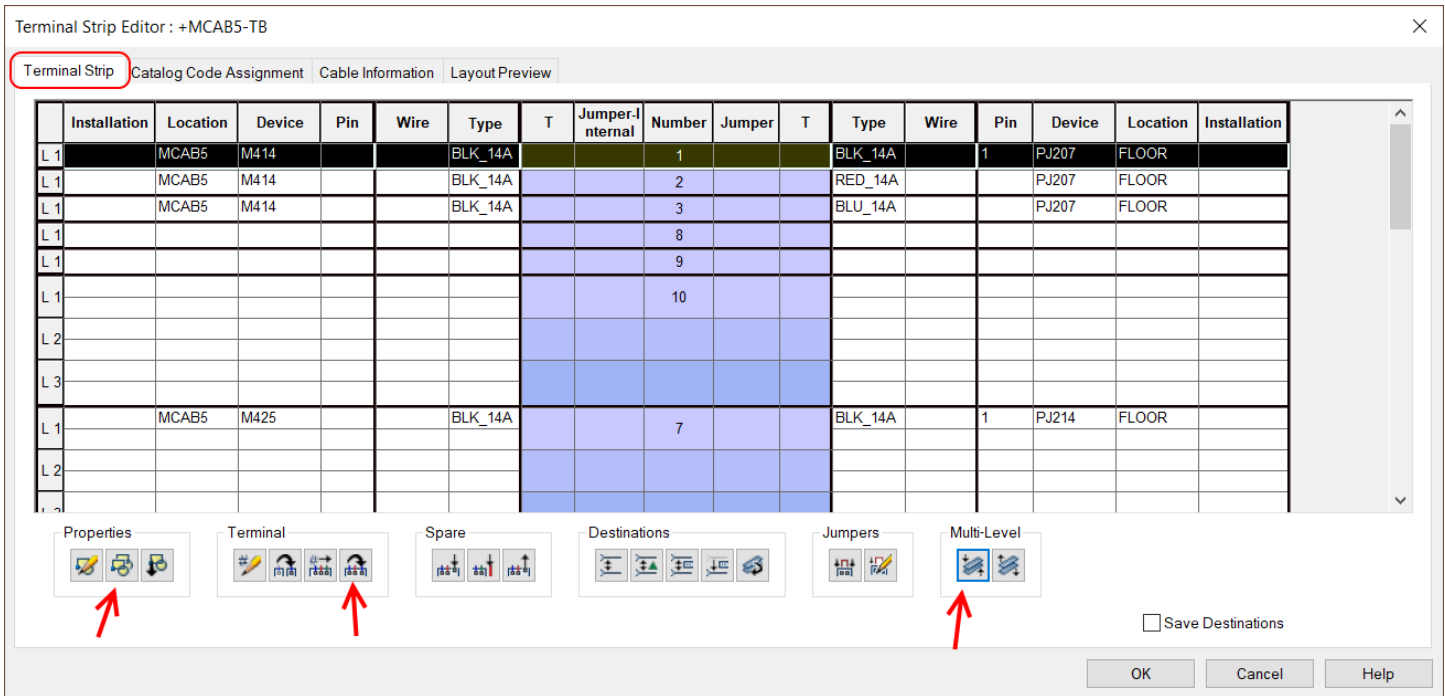 Terminal Strip Editor : +MCAB5-TB
Terminal Strip Catalog Code Assignment Cable Information Layout Preview
Installation Location Device Pin Wire Type T Jumper-Internal Number Jumper T Type Wire Pin Device Location Installation
L 1 MCAB5 M414 BLK_14A 1 BLK_14A 1 PJ207 FLOOR
L 1 MCAB5 M414 BLK_14A 2 RED_14A PJ207 FLOOR
L 1 MCAB5 M414 BLK_14A 3 BLU_14A PJ207 FLOOR
L 1 8
L 1 9
L 1 10
L 2
L 3
L 1 MCAB5 M425 BLK_14A 7 BLK_14A 1 PJ214 FLOOR
L 2
Properties Terminal Spare Destinations Jumpers Multi-Level
Save Destinations
OK Cancel Help